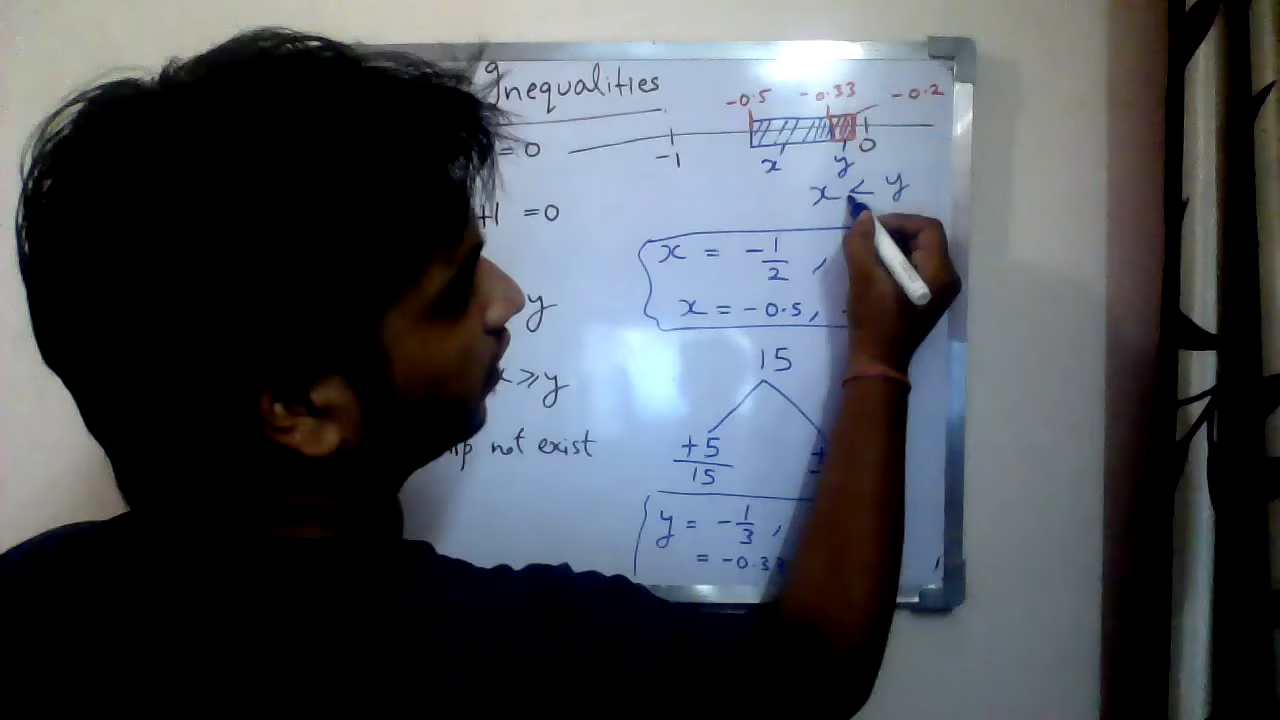 Inequalities
-0.5 -0.33 -0.2
= 0
-1 0
x y
x < y
+1 = 0
x = -1/2 ,
x = -0.5 ,
y
15
x ≥ y
+5/15
not exist
y = -1/3 ,
= -0.33